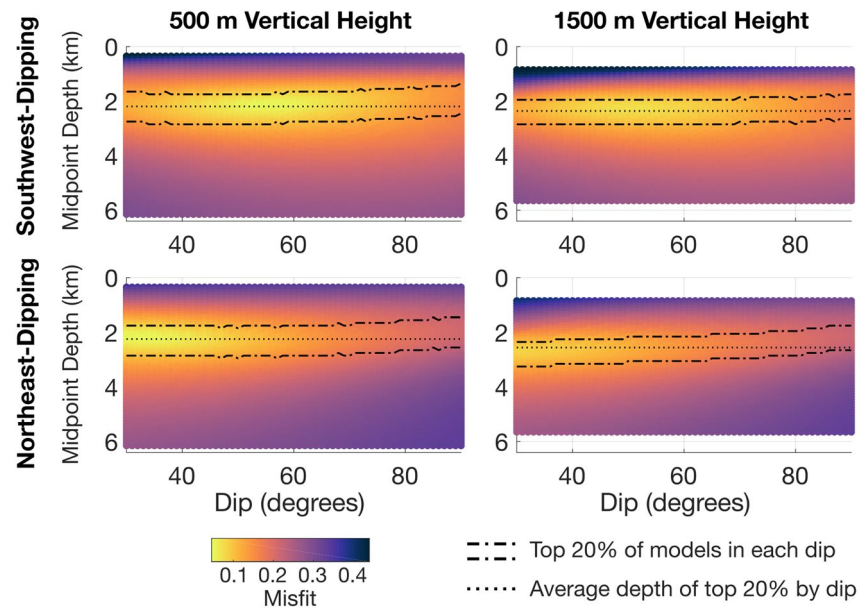 500 m Vertical Height
1500 m Vertical Height
Southwest-Dipping
Midpoint Depth (km)
0
2
4
6
40
60
80
0
2
4
6
40
60
80
Northeast-Dipping
Midpoint Depth (km)
0
2
4
6
40
60
80
Dip (degrees)
0
2
4
6
40
60
80
Dip (degrees)
0.1 0.2 0.3 0.4
Misfit
Top 20% of models in each dip
Average depth of top 20% by dip